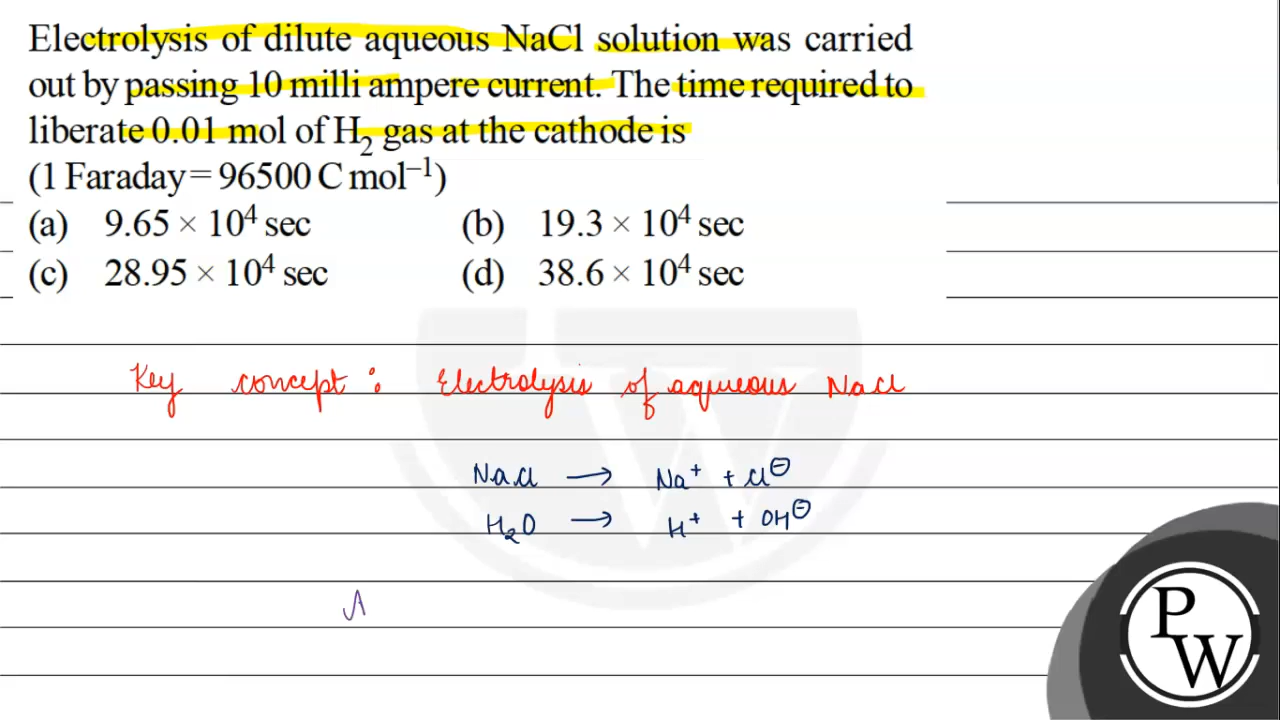 Electrolysis of dilute aqueous NaCl solution was carried
out by passing 10 milli ampere current. The time required to
liberate 0.01 mol of H₂ gas at the cathode is
(1 Faraday = 96500 C mol⁻¹)
(a) 9.65 × 10⁴ sec (b) 19.3 × 10⁴ sec
(c) 28.95 × 10⁴ sec (d) 38.6 × 10⁴ sec
Key concept : Electrolysis of aqueous NaCl
NaCl → Na⁺ + Cl⊖
H₂O → H⁺ + OH⊖
A
P
W